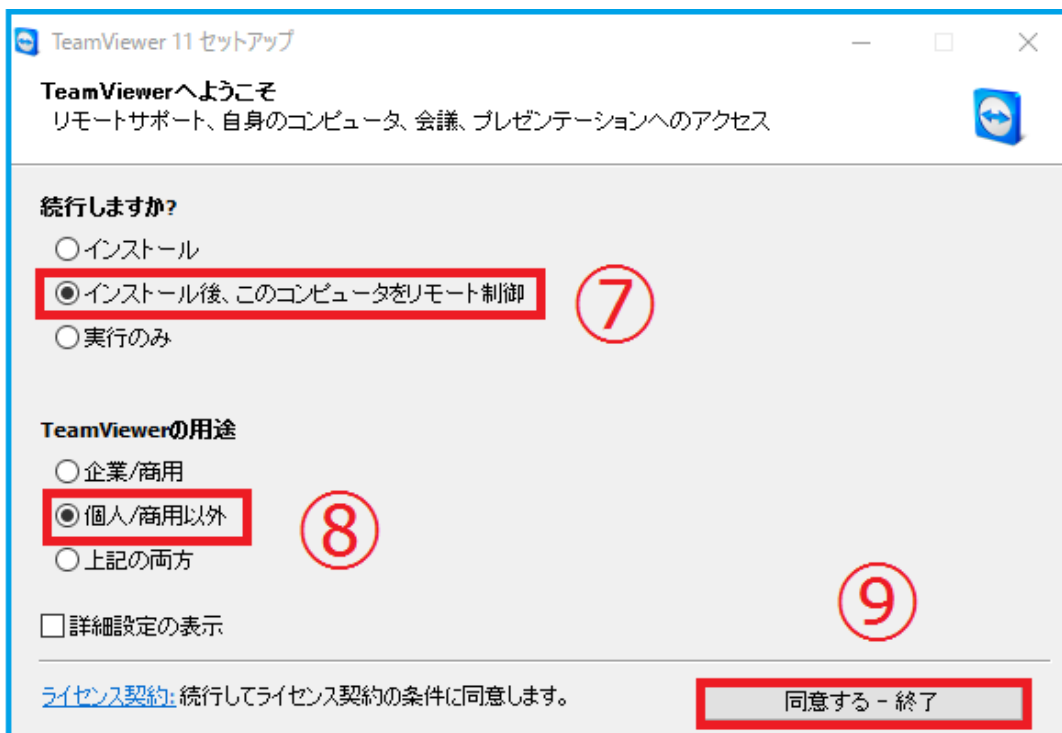 TeamViewer 11 セットアップ
TeamViewerへようこそ
リモートサポート、自身のコンピュータ、会議、プレゼンテーションへのアクセス
続行しますか?
インストール
インストール後、このコンピュータをリモート制御
⑦
実行のみ
TeamViewerの用途
企業/商用
個人/商用以外
⑧
上記の両方
詳細設定の表示
⑨
ライセンス契約: 続行してライセンス契約の条件に同意します。
同意する - 終了